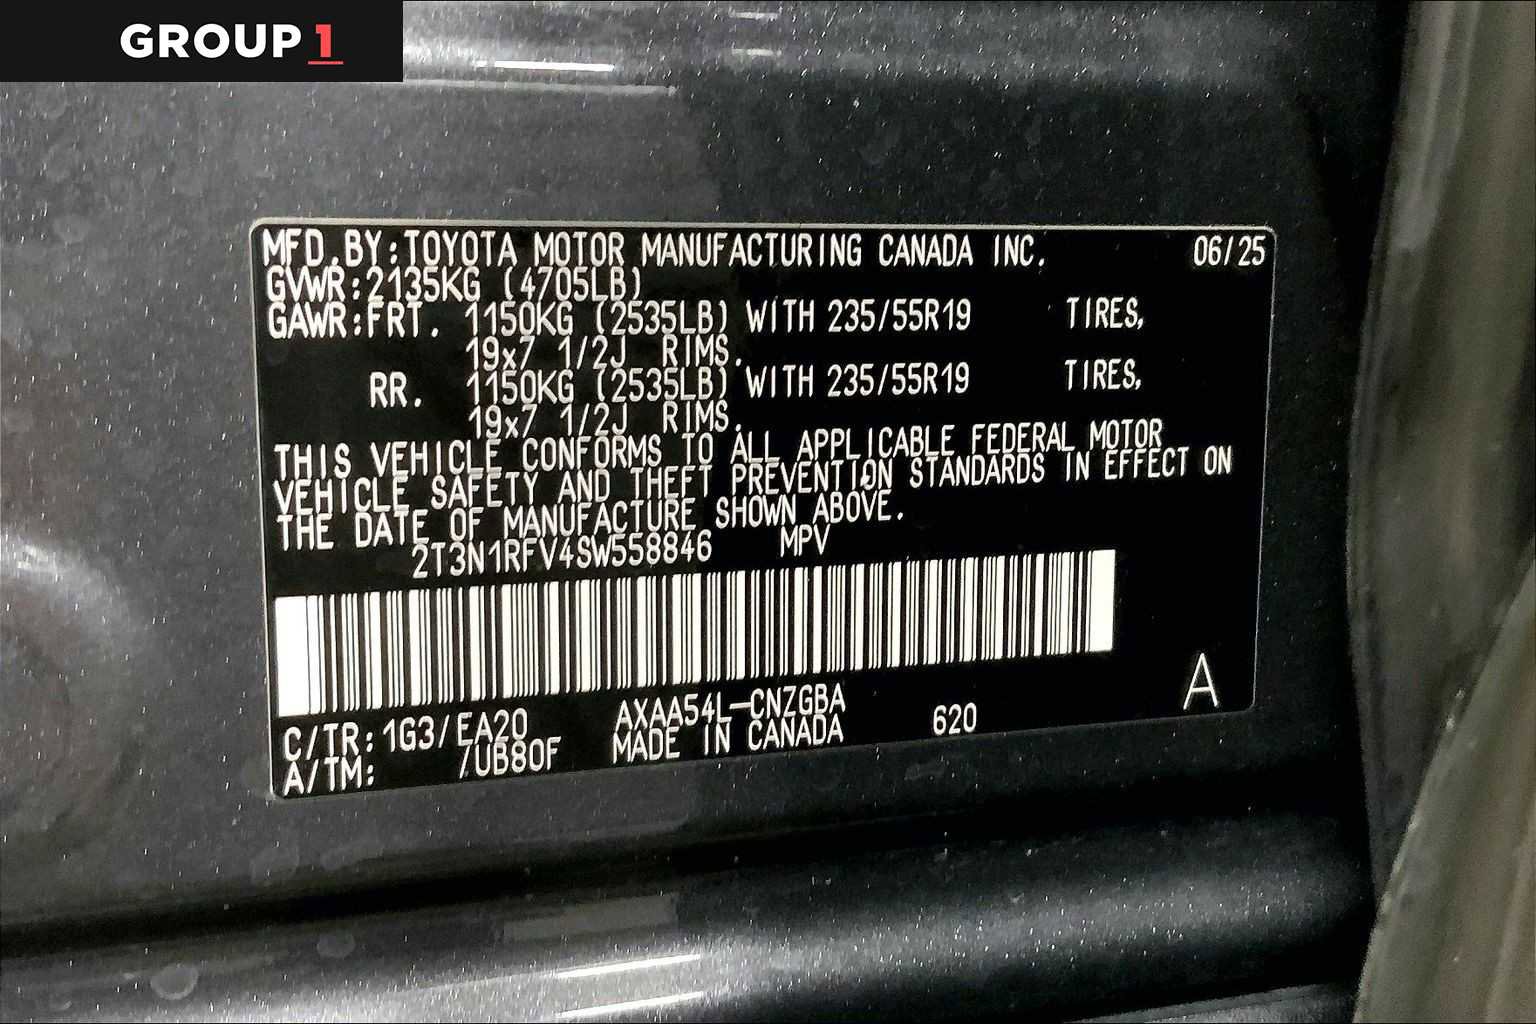 GROUP 1
MFD.BY:TOYOTA MOTOR MANUFACTURING CANADA INC. 06/25
GVWR:2135KG (4705LB)
GAWR:FRT. 1150KG (2535LB) WITH 235/55R19 TIRES,
19x7 1/2J RIMS.
RR. 1150KG (2535LB) WITH 235/55R19 TIRES,
19x7 1/2J RIMS.
THIS VEHICLE CONFORMS TO ALL APPLICABLE FEDERAL MOTOR
VEHICLE SAFETY AND THEFT PREVENTION STANDARDS IN EFFECT ON
THE DATE OF MANUFACTURE SHOWN ABOVE.
2T3N1RFV4SW558846 MPV
C/TR:1G3/EA20 AXAA54L-CNZGBA 620 A
A/TM: /UB80F MADE IN CANADA